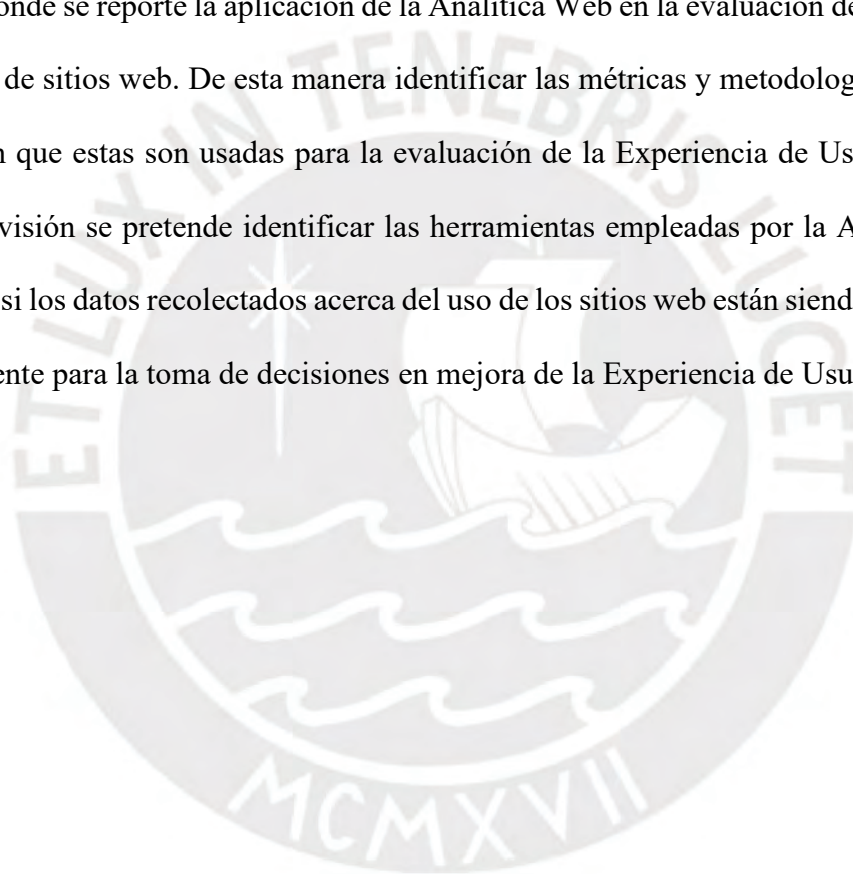 donde se reporte la aplicación de la Analítica Web en la evaluación de
de sitios web. De esta manera identificar las métricas y metodolog
que estas son usadas para la evaluación de la Experiencia de Us
visión se pretende identificar las herramientas empleadas por la A
si los datos recolectados acerca del uso de los sitios web están siend
ente para la toma de decisiones en mejora de la Experiencia de Usu
ET LUX IN TENEBRIS LUCET
MCMXVII